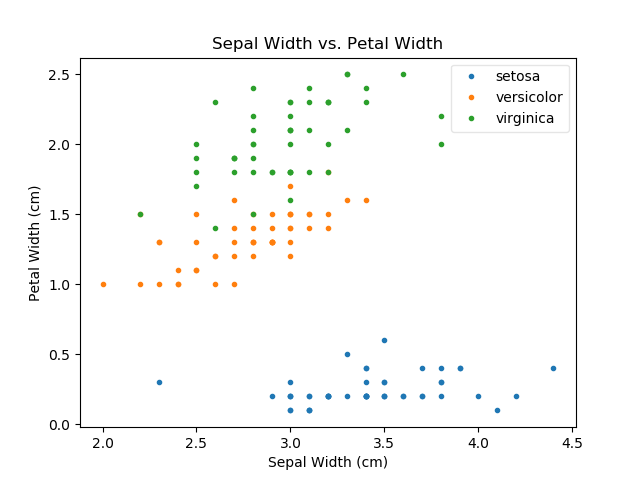 Sepal Width vs. Petal Width
setosa
versicolor
virginica
2.5
2.0
1.5
1.0
0.5
0.0
Petal Width (cm)
2.0 2.5 3.0 3.5 4.0 4.5
Sepal Width (cm)